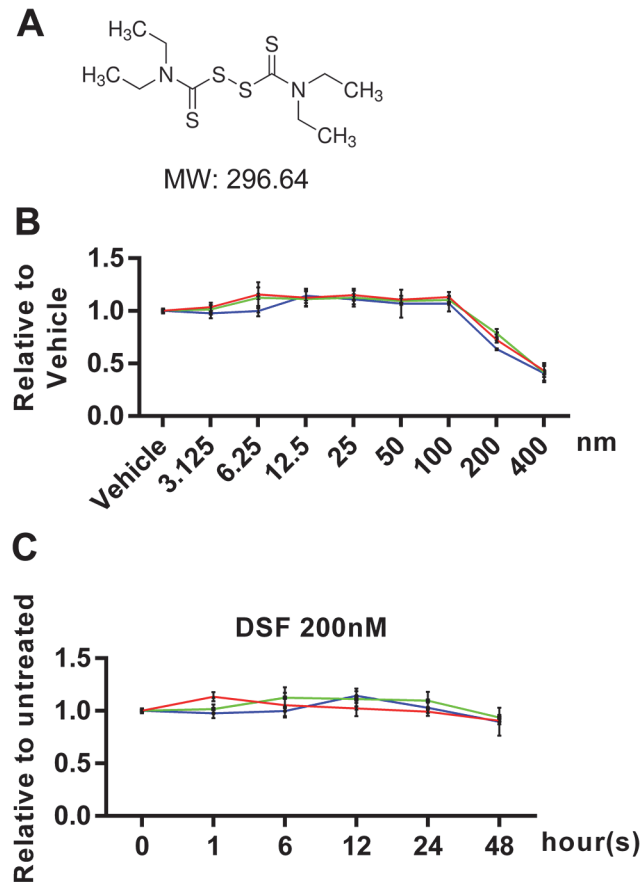 A
H₃C
H₃C
N
S
S
S
S
N
CH₃
CH₃
MW: 296.64
B
Relative to
Vehicle
1.5
1.0
0.5
0.0
Vehicle
3.125
6.25
12.5
25
50
100
200
400
nm
C
DSF 200nM
Relative to untreated
1.5
1.0
0.5
0.0
0
1
6
12
24
48
hour(s)